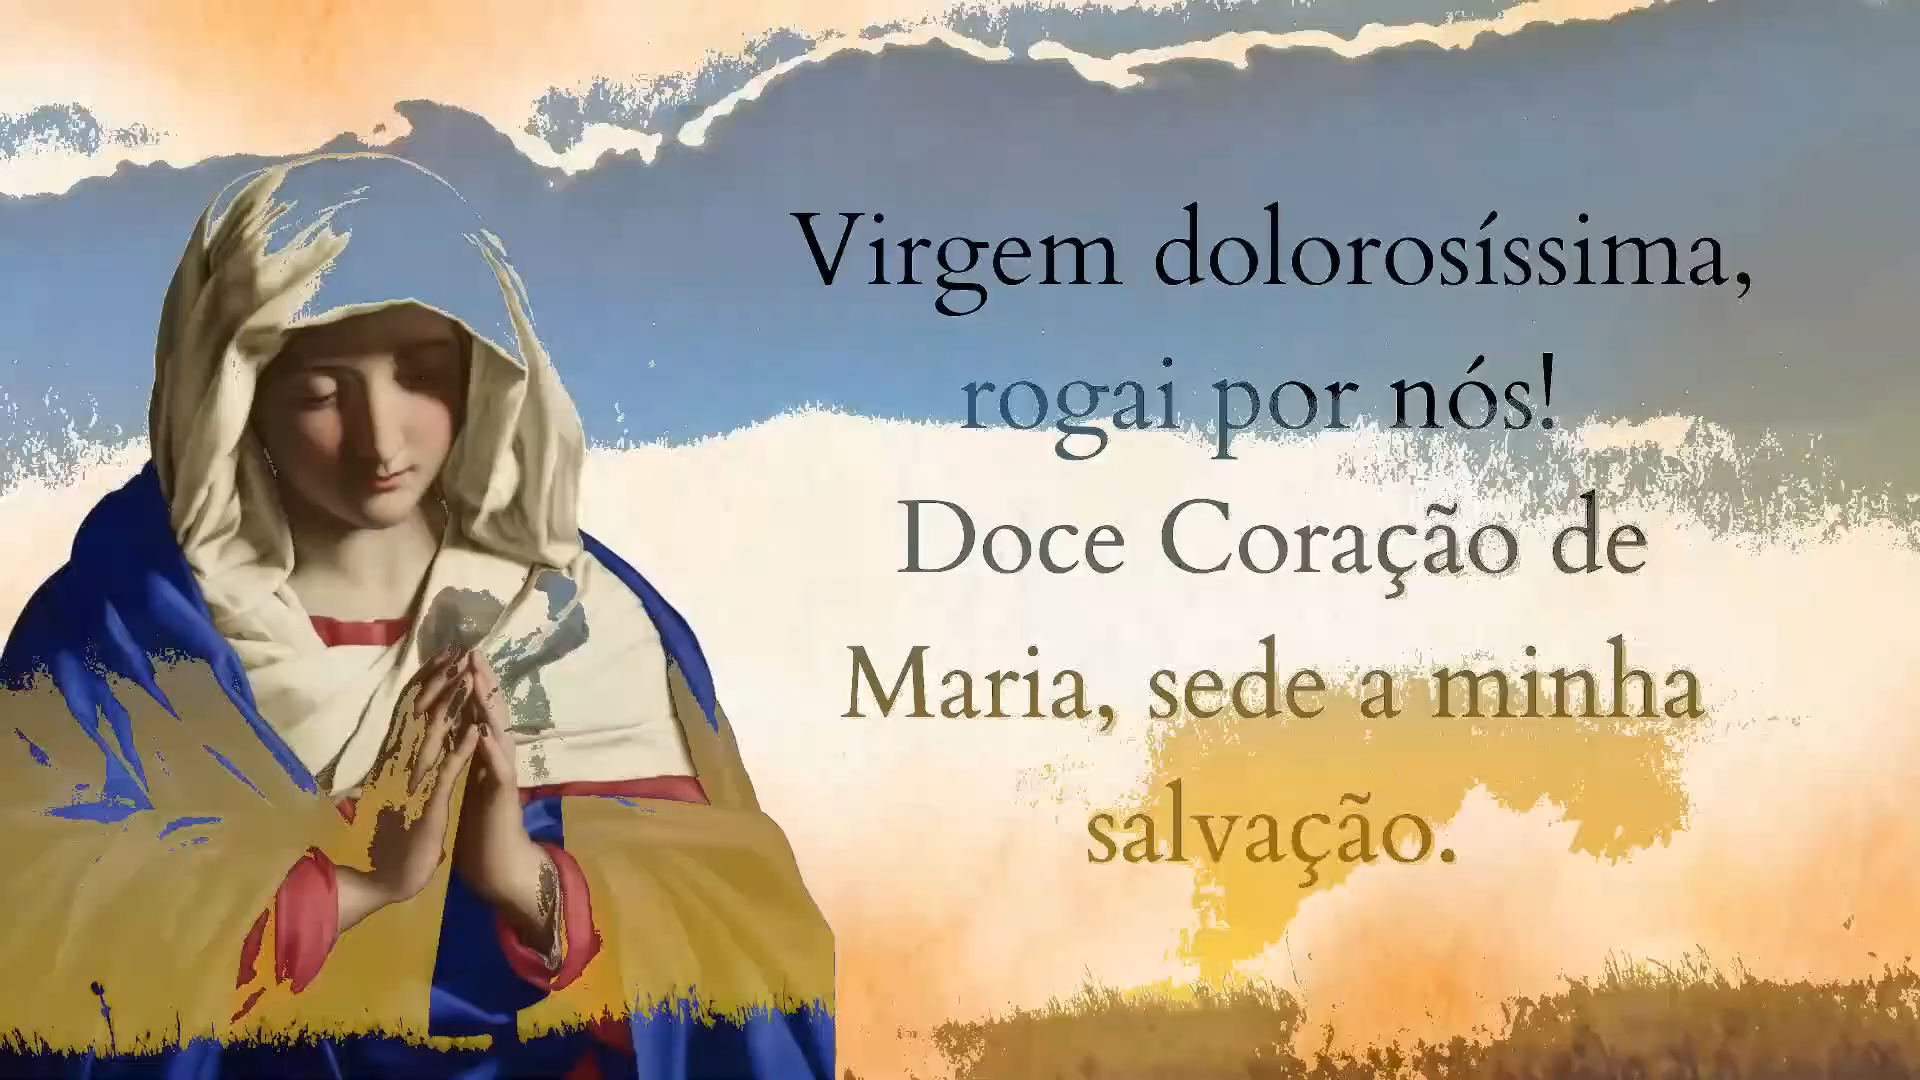 Virgem dolorosíssima,
rogai por nós!
Doce Coração de
Maria, sede a minha
salvação.